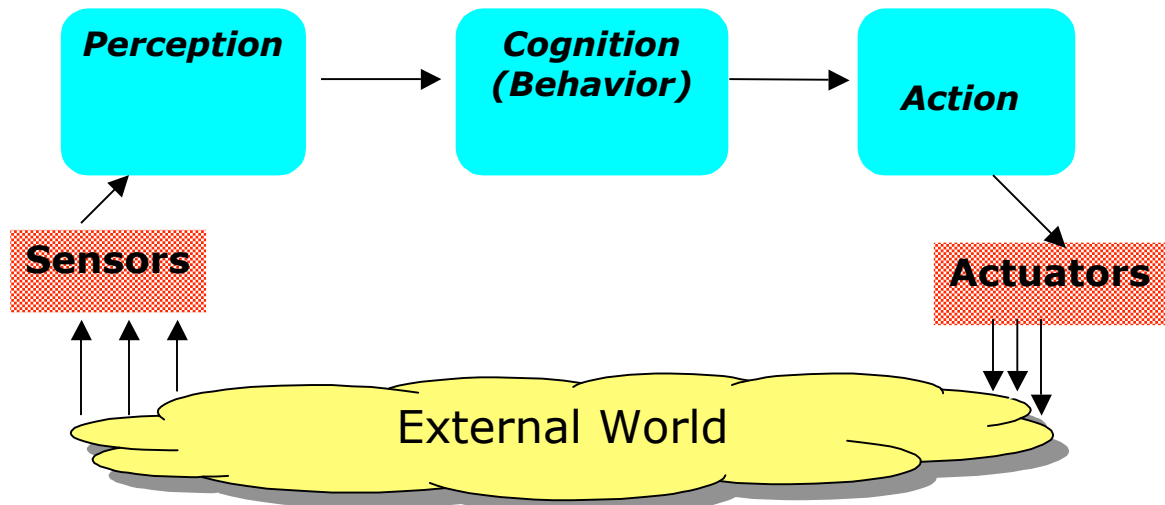 Perception
Cognition
(Behavior)
Action
Sensors
Actuators
External World